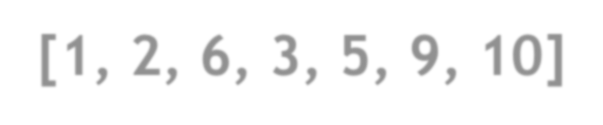 [1, 2, 6, 3, 5, 9, 10]